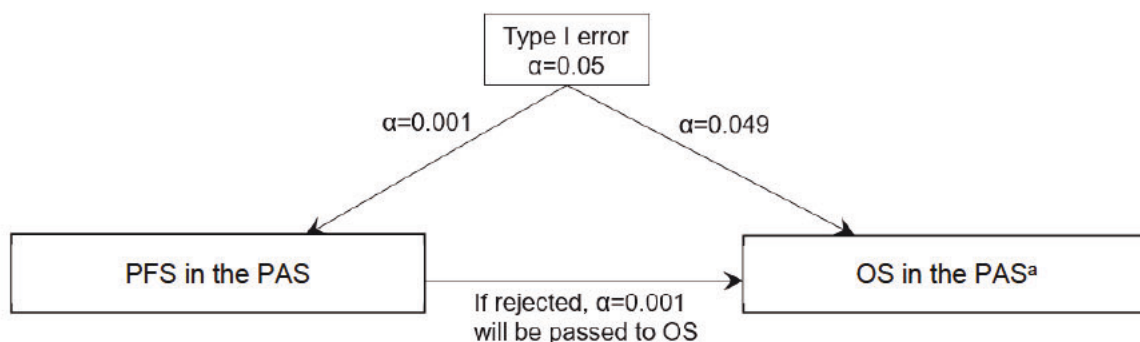 Type I error
α=0.05
α=0.001
α=0.049
PFS in the PAS
OS in the PASᵃ
If rejected, α=0.001
will be passed to OS